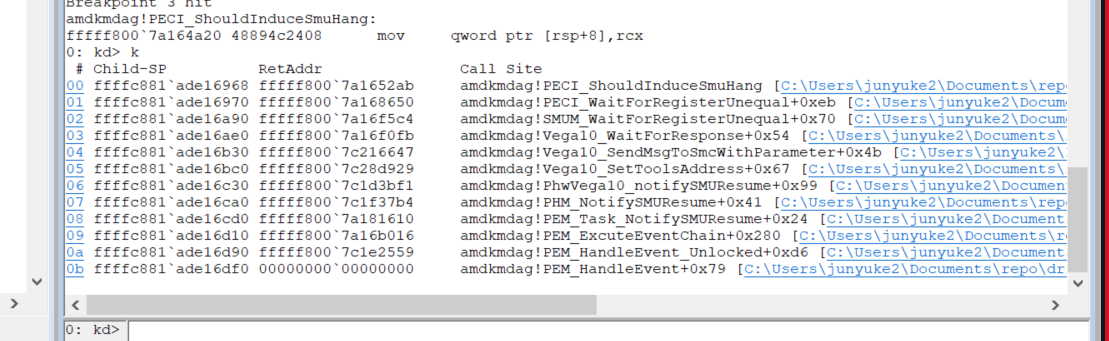 Breakpoint 3 hit
amdkmdag!PECI_ShouldInduceSmuHang:
fffff800`7a164a20 48894c2408      mov     qword ptr [rsp+8],rcx
0: kd> k
 # Child-SP          RetAddr               Call Site
00 ffffc881`ade16968 fffff800`7a1652ab     amdkmdag!PECI_ShouldInduceSmuHang [C:\Users\junyuke2\Documents\repo
01 ffffc881`ade16970 fffff800`7a168650     amdkmdag!PECI_WaitForRegisterUnequal+0xeb [C:\Users\junyuke2\Docum
02 ffffc881`ade16a90 fffff800`7a16f5c4     amdkmdag!SMUM_WaitForRegisterUnequal+0x70 [C:\Users\junyuke2\Docum
03 ffffc881`ade16ae0 fffff800`7a16f0fb     amdkmdag!Vega10_WaitForResponse+0x54 [C:\Users\junyuke2\Documents\
04 ffffc881`ade16b30 fffff800`7c216647     amdkmdag!Vega10_SendMsgToSmcWithParameter+0x4b [C:\Users\junyuke2\
05 ffffc881`ade16bc0 fffff800`7c28d929     amdkmdag!Vega10_SetToolsAddress+0x67 [C:\Users\junyuke2\Documents\
06 ffffc881`ade16c30 fffff800`7c1d3bf1     amdkmdag!PhwVega10_notifySMUResume+0x99 [C:\Users\junyuke2\Documen
07 ffffc881`ade16ca0 fffff800`7c1f37b4     amdkmdag!PHM_NotifySMUResume+0x41 [C:\Users\junyuke2\Documents\rep
08 ffffc881`ade16cd0 fffff800`7a181610     amdkmdag!PEM_Task_NotifySMUResume+0x24 [C:\Users\junyuke2\Document
09 ffffc881`ade16d10 fffff800`7a16b016     amdkmdag!PEM_ExcuteEventChain+0x280 [C:\Users\junyuke2\Documents\r
0a ffffc881`ade16d90 fffff800`7c1e2559     amdkmdag!PEM_HandleEvent_Unlocked+0xd6 [C:\Users\junyuke2\Document
0b ffffc881`ade16df0 00000000`00000000     amdkmdag!PEM_HandleEvent+0x79 [C:\Users\junyuke2\Documents\repo\dr
0: kd>